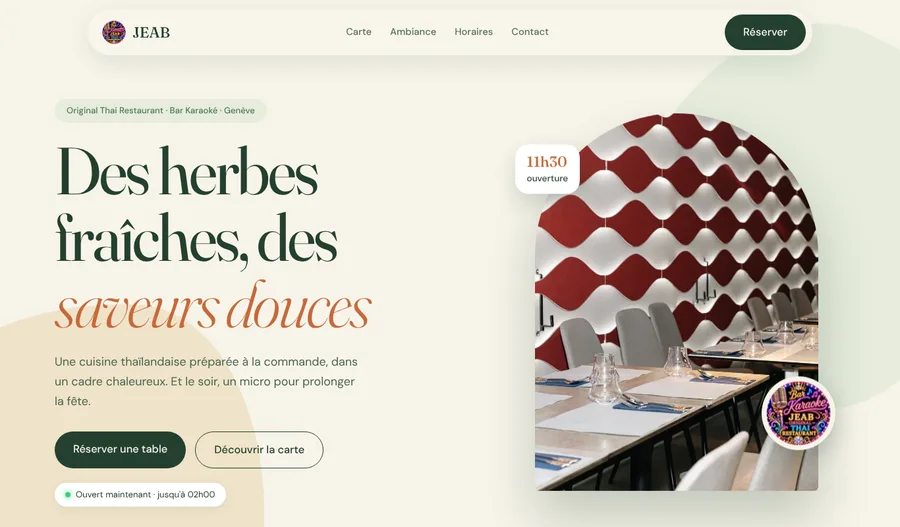 JEAB
Carte
Ambiance
Horaires
Contact
Réserver
Original Thai Restaurant · Bar Karaoké · Genève
Des herbes
fraîches, des
saveurs douces
Une cuisine thaïlandaise préparée à la commande, dans
un cadre chaleureux. Et le soir, un micro pour prolonger
la fête.
Réserver une table
Découvrir la carte
Ouvert maintenant · jusqu'à 02h00
11h30
ouverture
Bar
Karaoke
JEAB
ORIGINAL
THAI
RESTAURANT